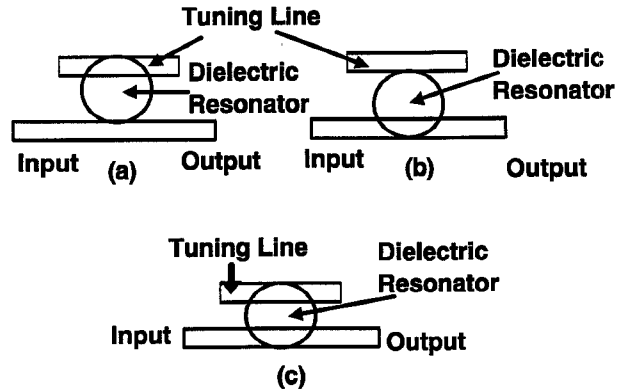 Tuning Line
Dielectric
Resonator
Input
Output
(a)
Dielectric
Resonator
Input
Output
(b)
Tuning Line
Dielectric
Resonator
Input
Output
(c)